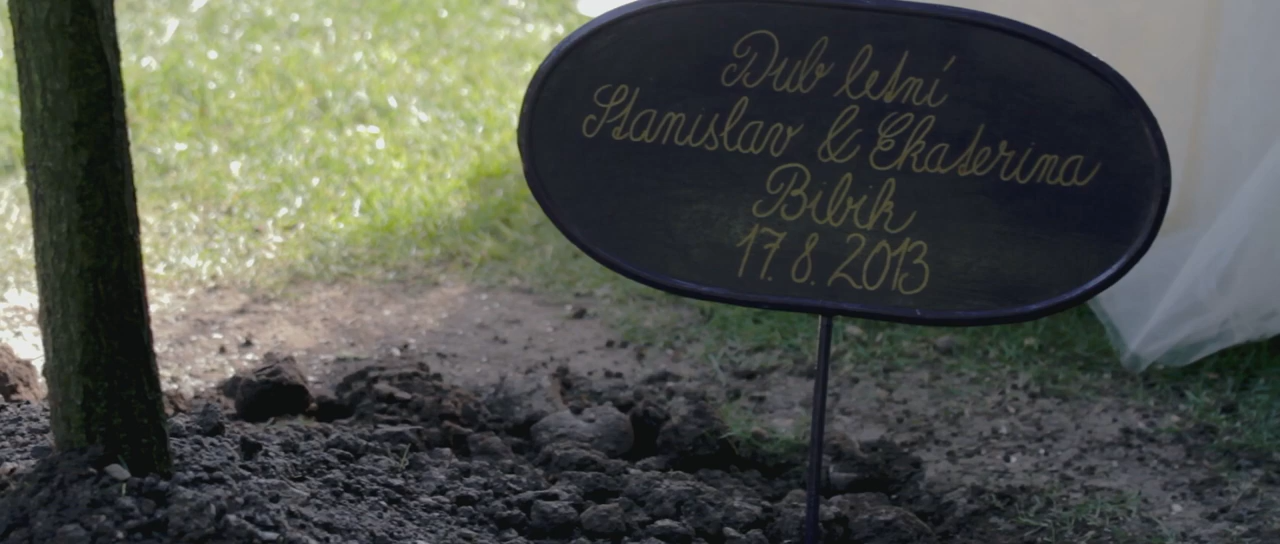 Dub letní
Stanislav & Ekaterina
Bibik
17. 8. 2013